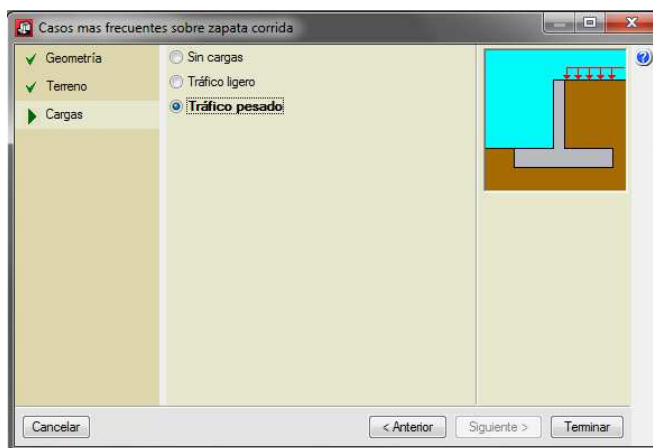 Casos mas frecuentes sobre zapata corrida
Geometría
Terreno
Cargas
Sin cargas
Tráfico ligero
Tráfico pesado
Cancelar
< Anterior
Siguiente >
Terminar